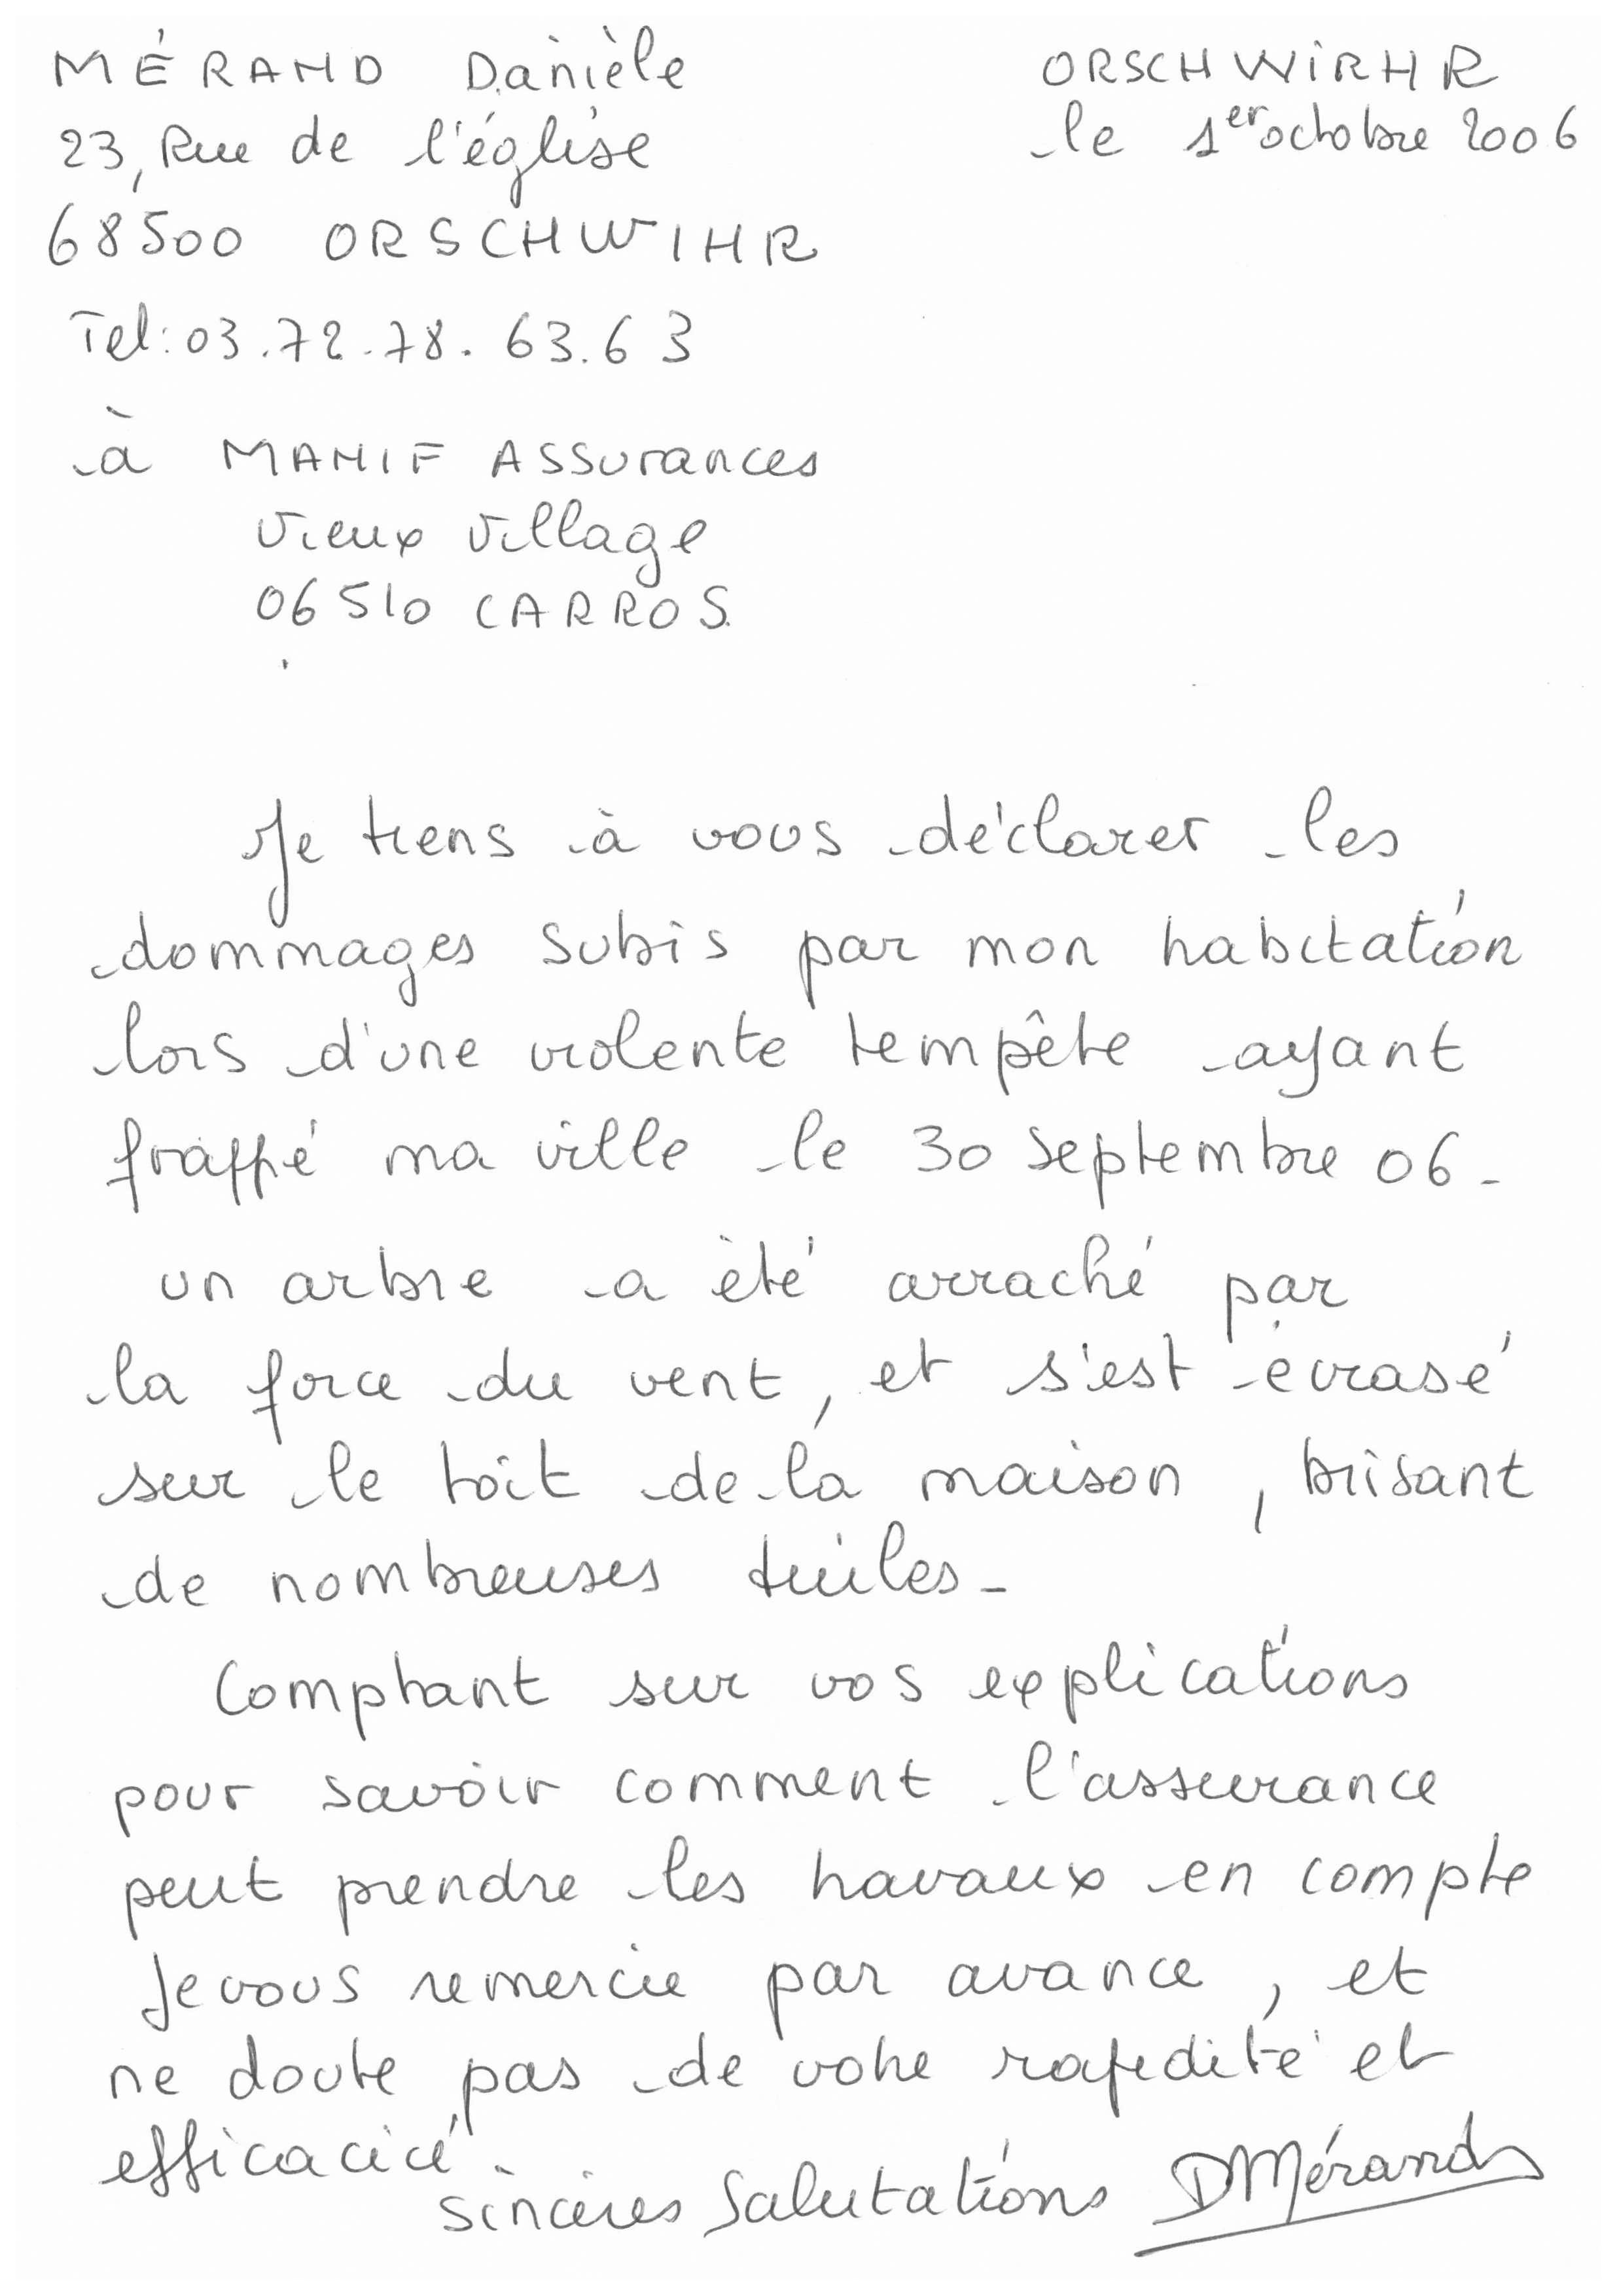 MÉRAND Danièle
ORSCHWIRHR
23, Rue de l'église
le 1er octobre 2006
68500 ORSCHWIHR
Tel: 03.72.78.63.63
à MANIF Assurances
Vieux Village
06510 CARROS.
Je tiens à vous déclarer les
dommages subis par mon habitation
lors d'une violente tempête ayant
frappé ma ville le 30 septembre 06-
un arbre a été arraché par
la force du vent, et s'est écrasé
sur le toit de la maison, brisant
de nombreuses tuiles-
Comptant sur vos explications
pour savoir comment l'assurance
peut prendre les travaux en compte
Je vous remercie par avance, et
ne doute pas de votre rapidité et
efficacicé.
Sincères Salutations DMérand